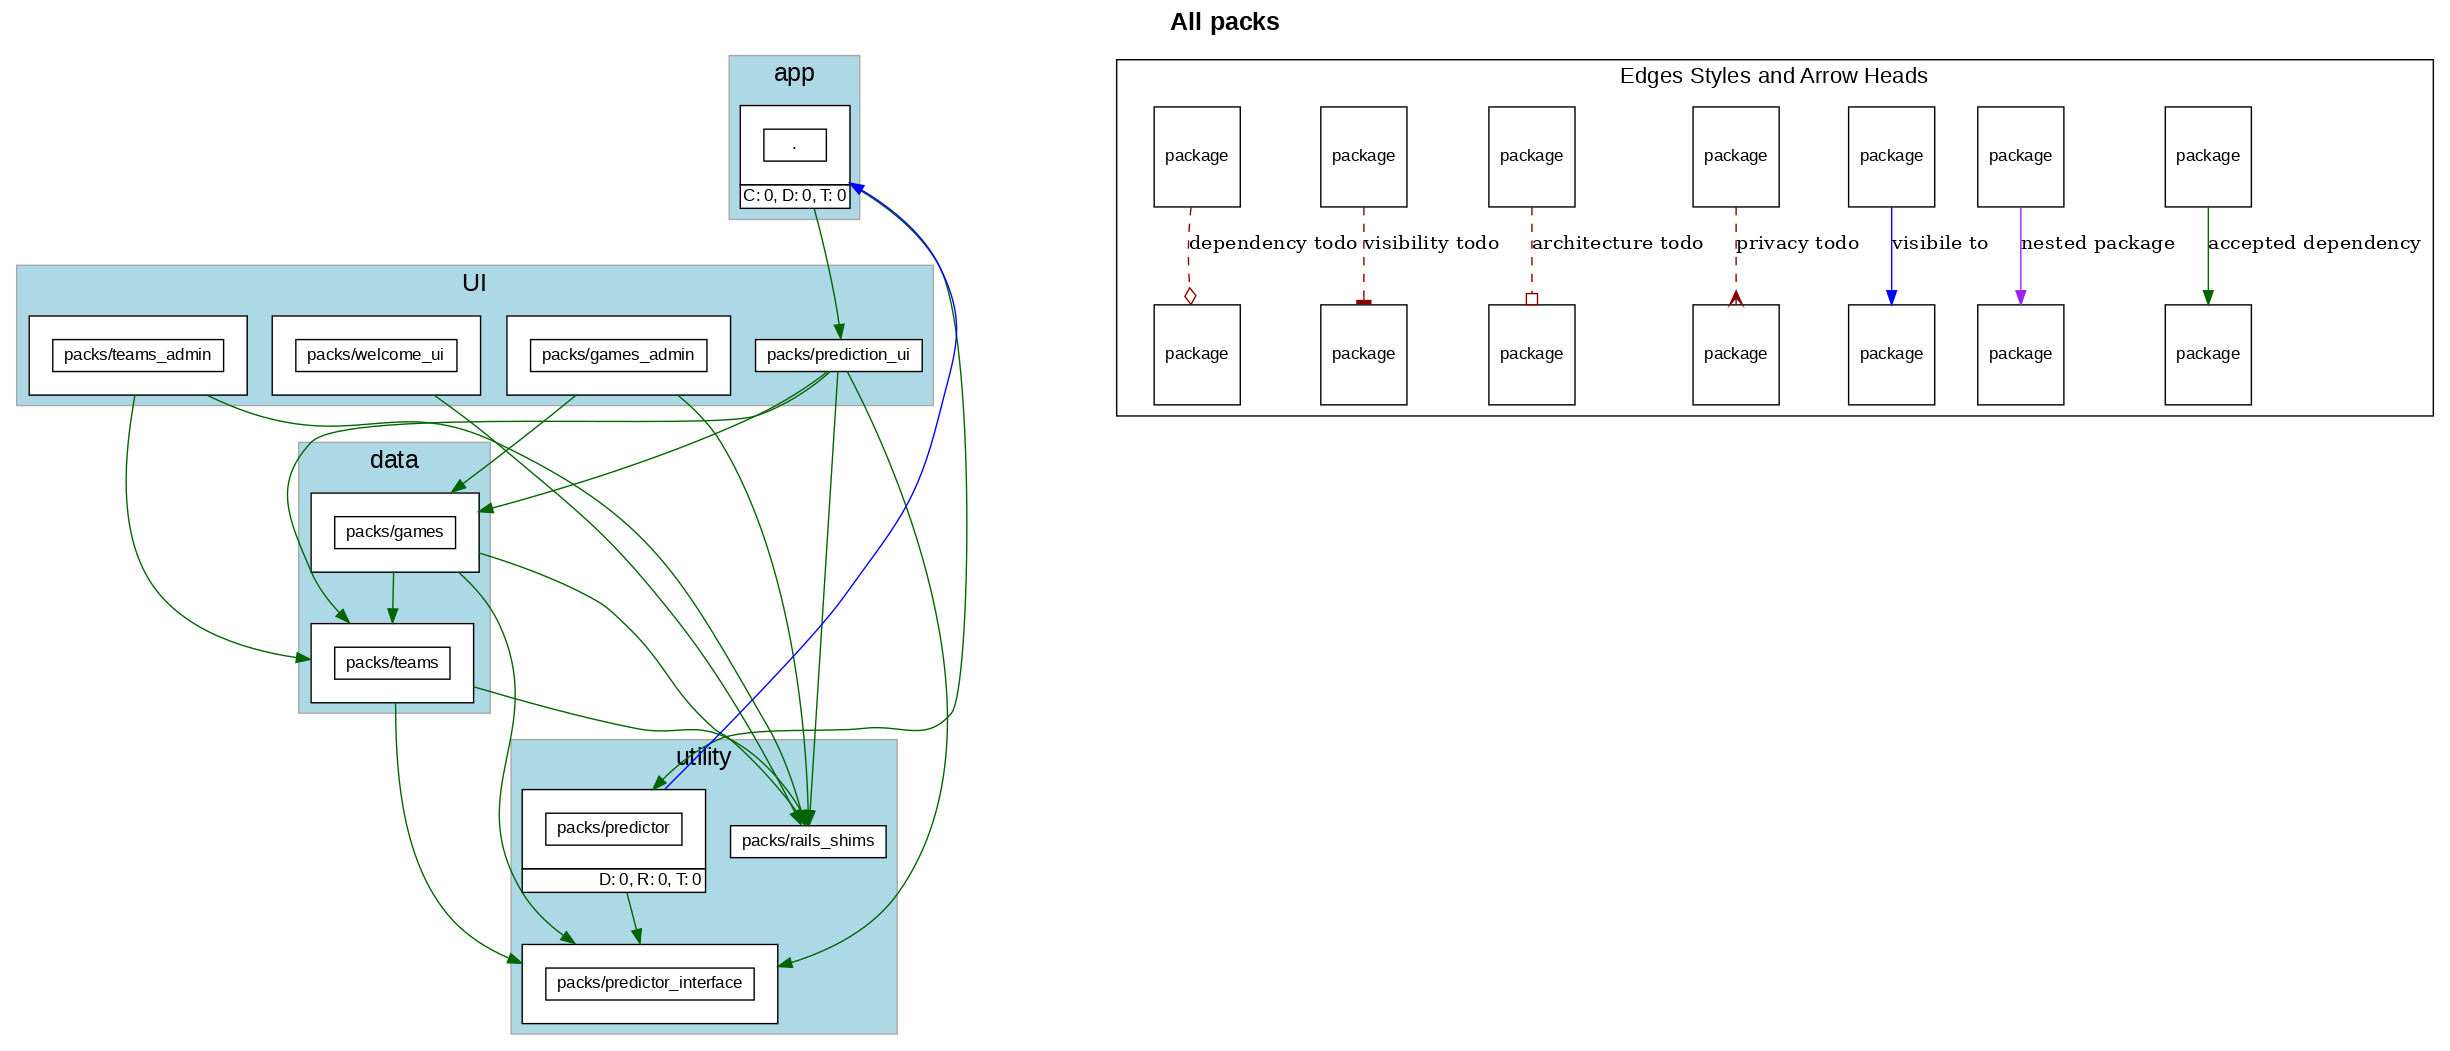 All packs
app
.
C: 0, D: 0, T: 0
UI
packs/teams_admin
packs/welcome_ui
packs/games_admin
packs/prediction_ui
data
packs/games
packs/teams
utility
packs/predictor
D: 0, R: 0, T: 0
packs/rails_shims
packs/predictor_interface
Edges Styles and Arrow Heads
package package package package package package package
dependency todo visibility todo architecture todo privacy todo visibile to nested package accepted dependency
package package package package package package package